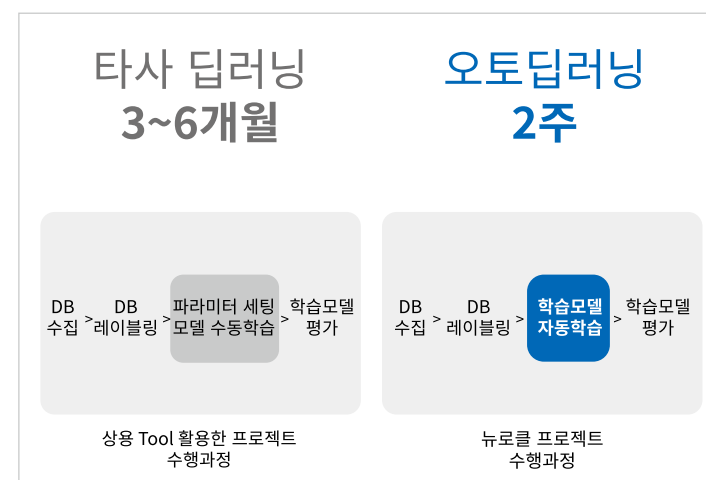 타사 딥러닝
3~6개월
DB
수집
>
DB
레이블링
>
파라미터 세팅
모델 수동학습
>
학습모델
평가
상용 Tool 활용한 프로젝트
수행과정
오토딥러닝
2주
DB
수집
>
DB
레이블링
>
학습모델
자동학습
>
학습모델
평가
뉴로클 프로젝트
수행과정